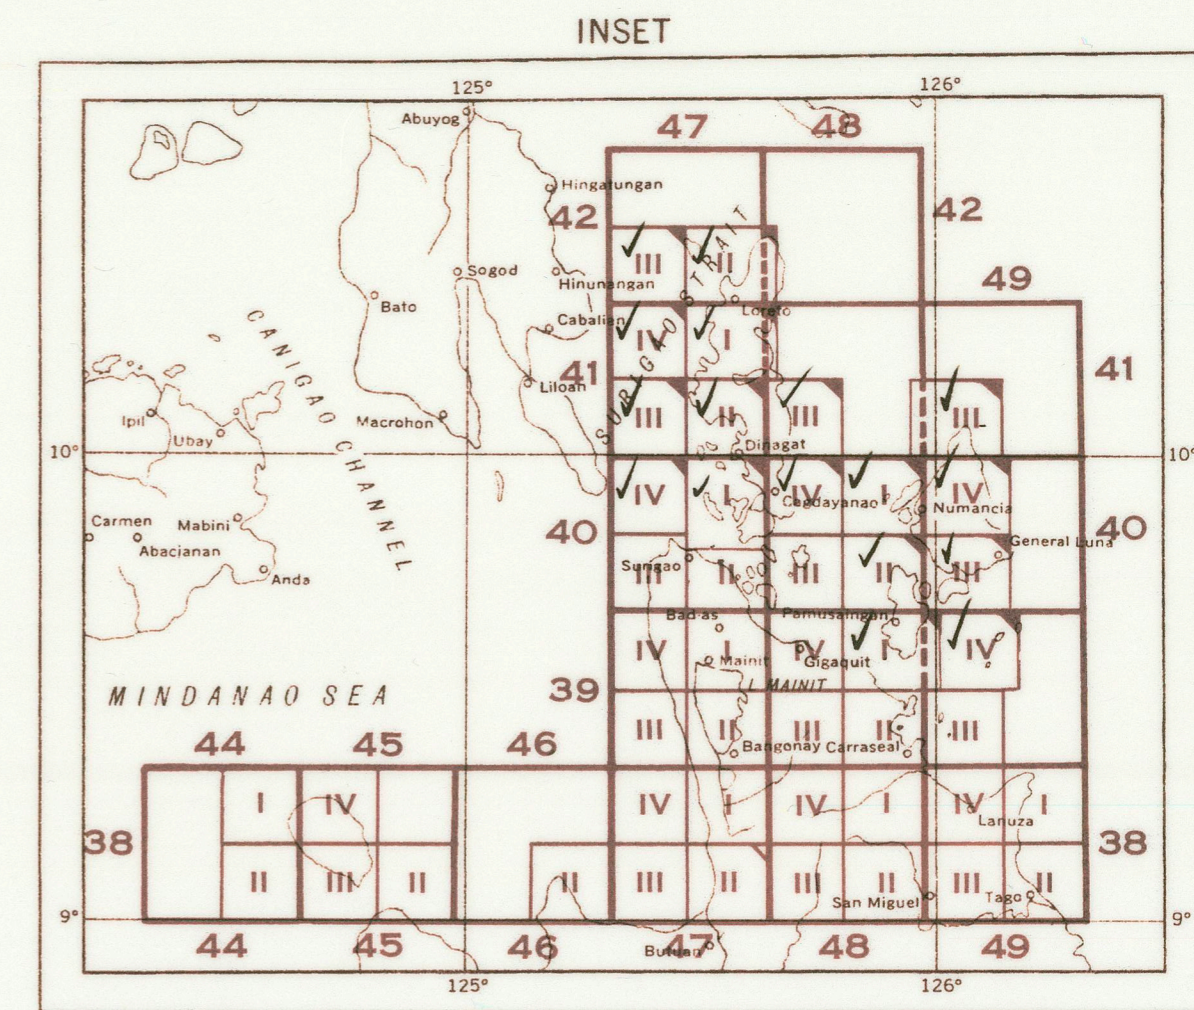 INSET
125°
126°
Abuyog
47
48
Hingatungan
42
42
III
II
SURIGAO STRAIT
Sogod
Hinunangan
49
Bato
Loreto
Cabalian
IV
I
CANIGAO CHANNEL
41
41
Liloan
Ipil
Ubay
Macrohon
III
II
III
III
Dinagat
10°
10°
IV
I
IV
I
IV
Cagdayanao
Numancia
Carmen
Mabini
Abacjanan
40
40
General Luna
Surigao
III
II
III
II
III
Anda
Bad-as
Pamusaingan
IV
I
IV
I
IV
Mainit
Gigaquit
L MAINIT
MINDANAO SEA
39
III
II
III
II
III
44
45
46
Bangonay
Carraseal
I
IV
IV
I
IV
I
IV
I
Lanuza
38
38
II
III
II
II
III
II
III
II
III
II
San Miguel
Tago
9°
9°
44
45
46
47
48
49
Butuan
125°
126°